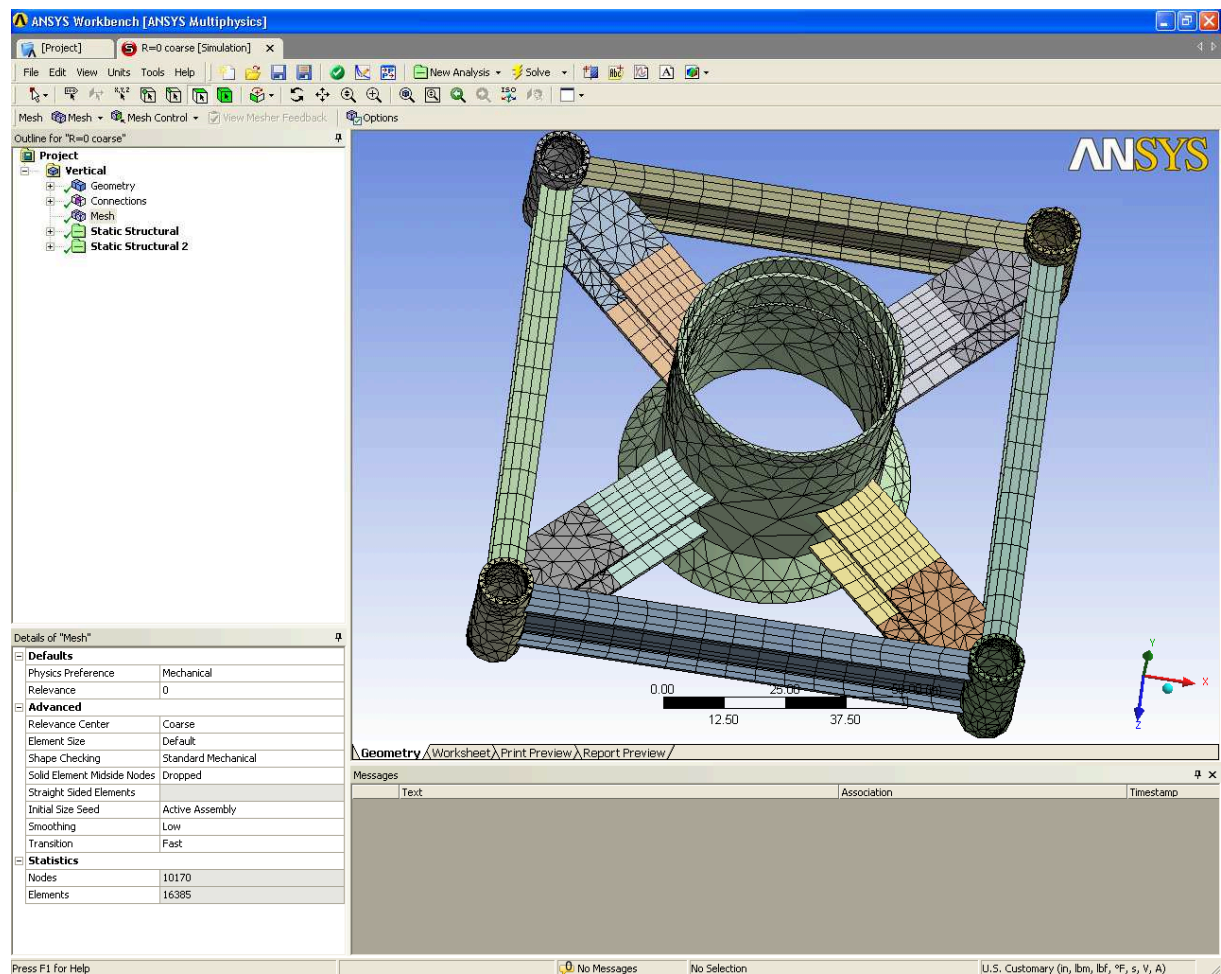 ANSYS Workbench [ANSYS Multiphysics]
[Project] R=0 coarse [Simulation]
File Edit View Units Tools Help New Analysis Solve
Mesh Mesh Mesh Control View Mesher Feedback Options
Outline for "R=0 coarse"
Project
Vertical
Geometry
Connections
Mesh
Static Structural
Static Structural 2
ANSYS
0.00 25.00
12.50 37.50
Y
X
Z
Geometry Worksheet Print Preview Report Preview
Details of "Mesh"
Defaults
Physics Preference Mechanical
Relevance 0
Advanced
Relevance Center Coarse
Element Size Default
Shape Checking Standard Mechanical
Solid Element Midside Nodes Dropped
Straight Sided Elements
Initial Size Seed Active Assembly
Smoothing Low
Transition Fast
Statistics
Nodes 10170
Elements 16385
Messages
Text Association Timestamp
Press F1 for Help 0 No Messages No Selection U.S. Customary (in, lbm, lbf, °F, s, V, A)